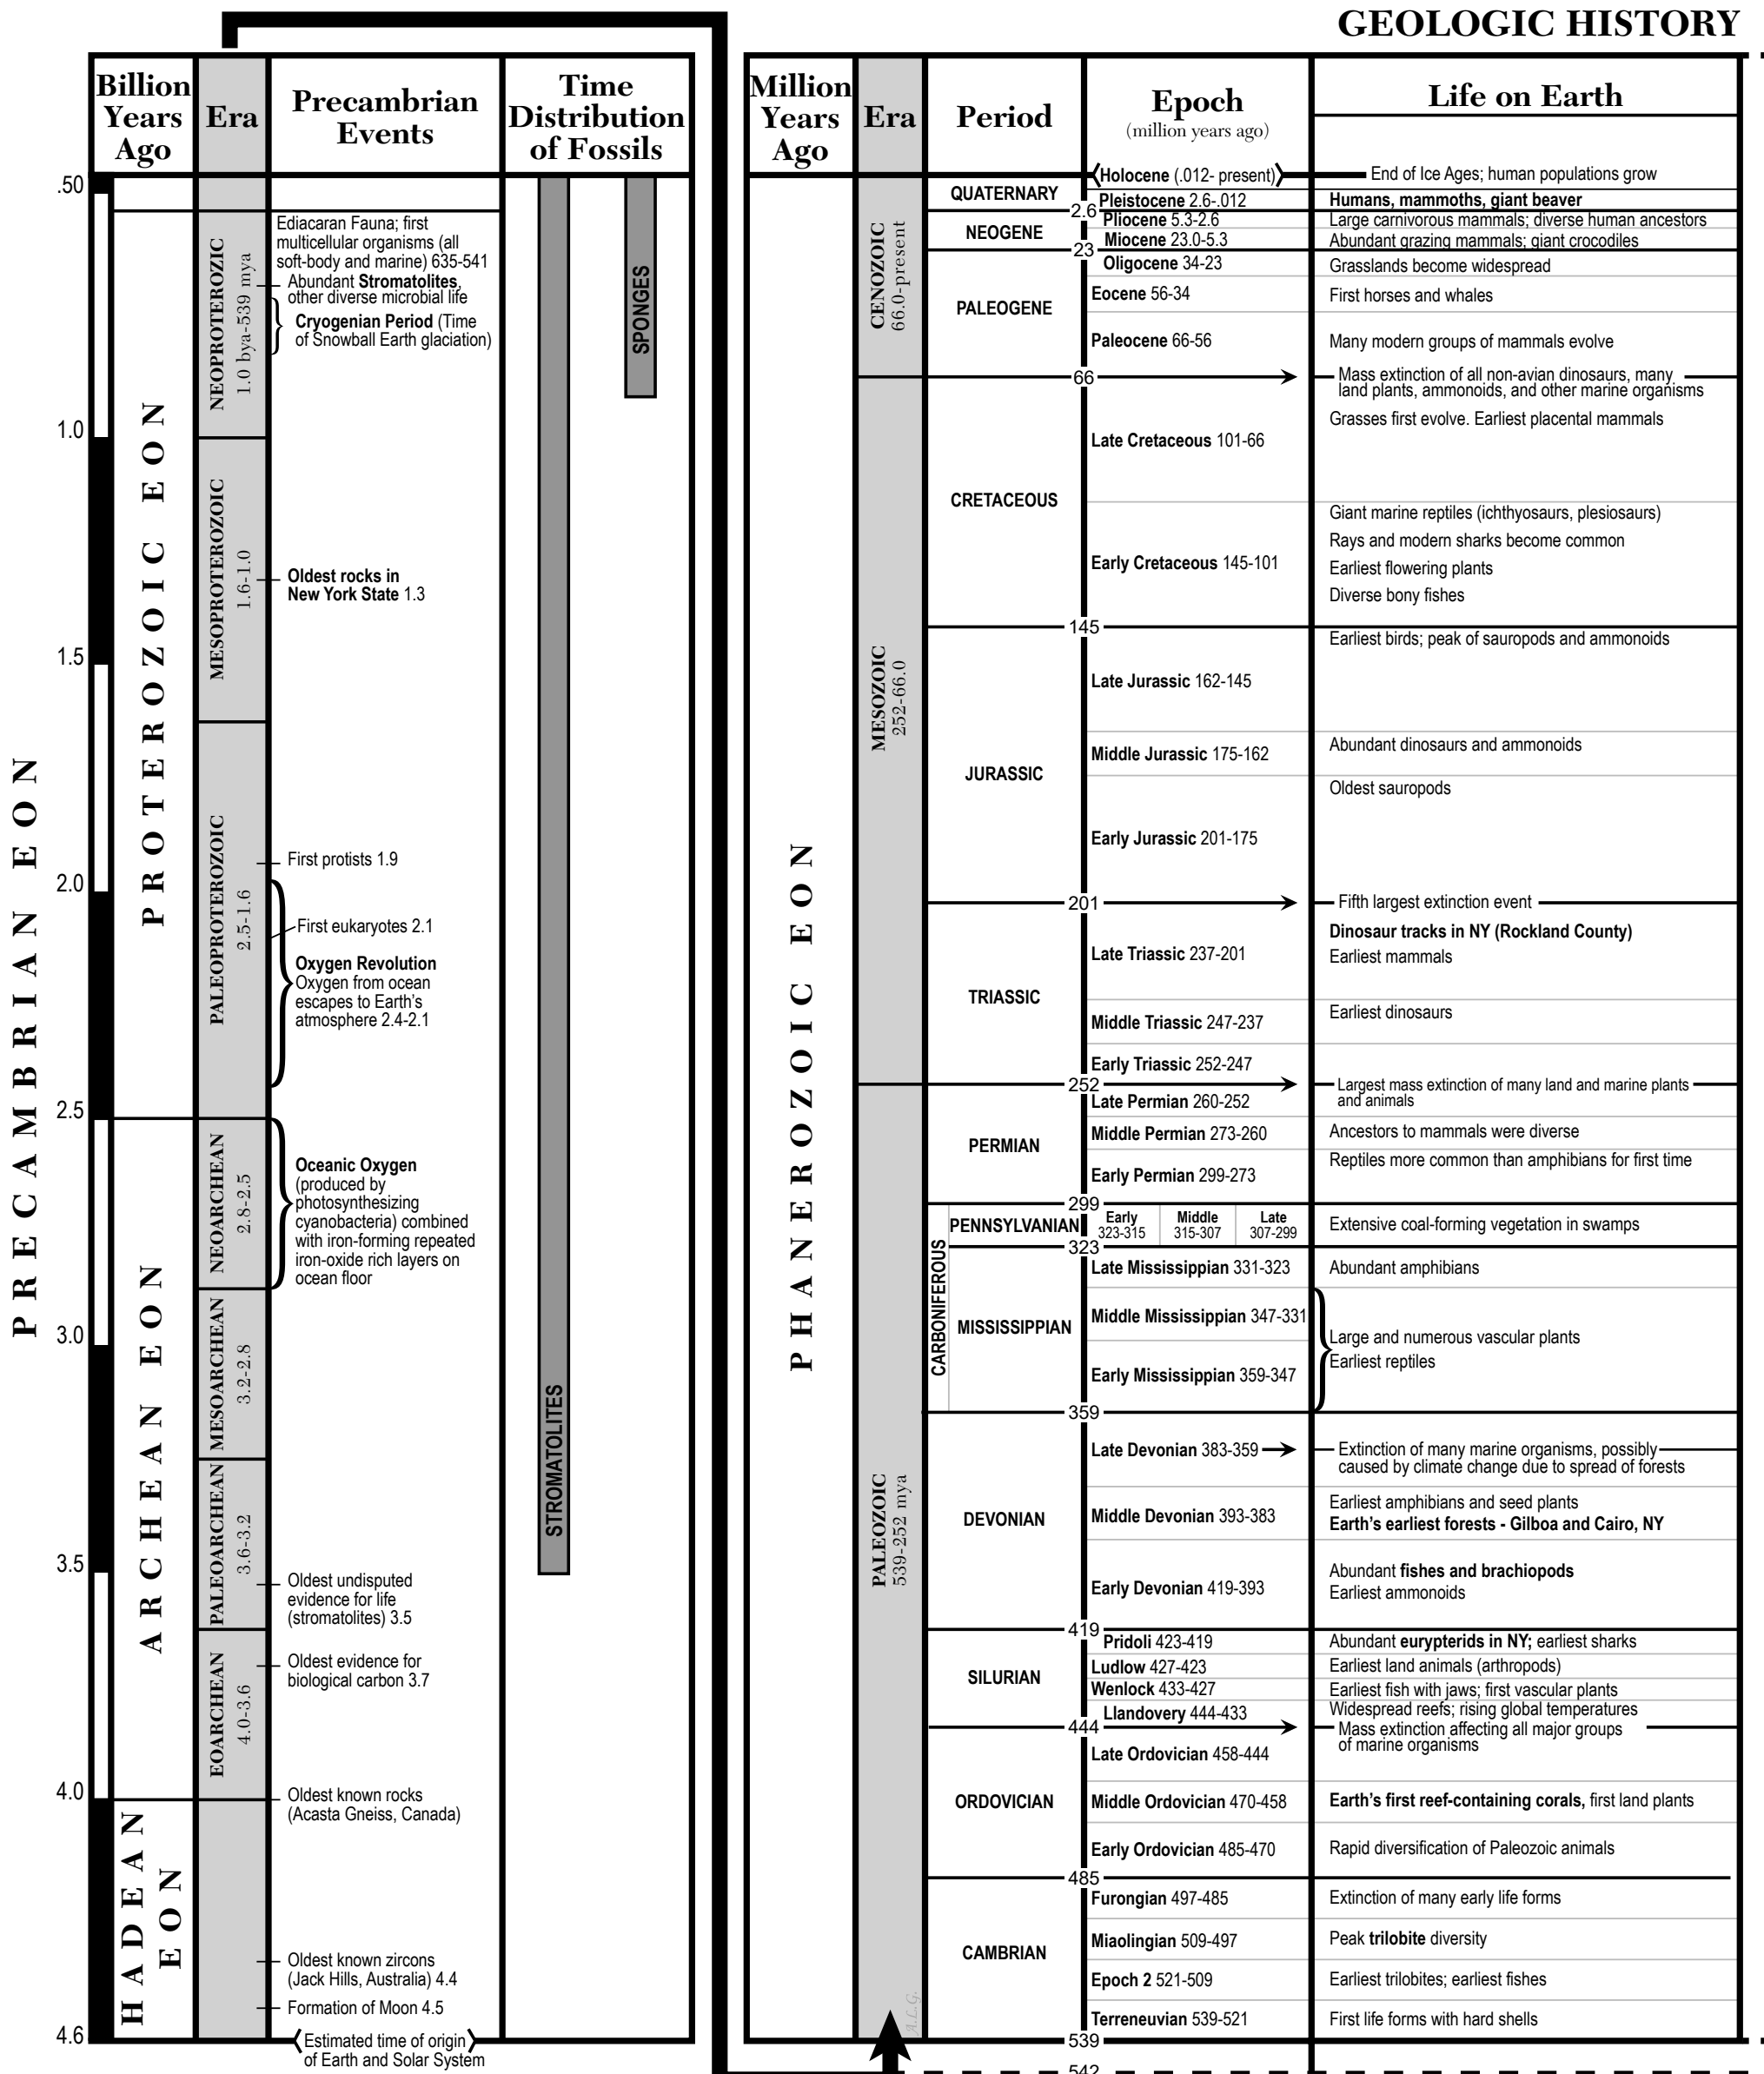 GEOLOGIC HISTORY
Billion
Years
Ago
Era
Precambrian
Events
Time
Distribution
of Fossils
.50
1.0
1.5
2.0
2.5
3.0
3.5
4.0
4.6
PRECAMBRIAN EON
PROTEROZOIC EON
ARCHEAN EON
HADEAN
EON
NEOPROTEROZIC
1.0 bya-539 mya
MESOPROTEROZOIC
1.6-1.0
PALEOPROTEROZOIC
2.5-1.6
NEOARCHEAN
2.8-2.5
MESOARCHEAN
3.2-2.8
PALEOARCHEAN
3.6-3.2
EOARCHEAN
4.0-3.6
Ediacaran Fauna; first
multicellular organisms (all
soft-body and marine) 635-541
Abundant Stromatolites,
other diverse microbial life
Cryogenian Period (Time
of Snowball Earth glaciation)
Oldest rocks in
New York State 1.3
First protists 1.9
First eukaryotes 2.1
Oxygen Revolution
Oxygen from ocean
escapes to Earth's
atmosphere 2.4-2.1
Oceanic Oxygen
(produced by
photosynthesizing
cyanobacteria) combined
with iron-forming repeated
iron-oxide rich layers on
ocean floor
Oldest undisputed
evidence for life
(stromatolites) 3.5
Oldest evidence for
biological carbon 3.7
Oldest known rocks
(Acasta Gneiss, Canada)
Oldest known zircons
(Jack Hills, Australia) 4.4
Formation of Moon 4.5
Estimated time of origin
of Earth and Solar System
STROMATOLITES
SPONGES
Million
Years
Ago
Era
Period
Epoch
(million years ago)
Life on Earth
PHANEROZOIC EON
CENOZOIC
66.0-present
MESOZOIC
252-66.0
PALEOZOIC
539-252 mya
A.L.G.
Holocene (.012- present)
End of Ice Ages; human populations grow
QUATERNARY
Pleistocene 2.6-.012
Humans, mammoths, giant beaver
2.6
Pliocene 5.3-2.6
Large carnivorous mammals; diverse human ancestors
NEOGENE
Miocene 23.0-5.3
Abundant grazing mammals; giant crocodiles
23
Oligocene 34-23
Grasslands become widespread
PALEOGENE
Eocene 56-34
First horses and whales
Paleocene 66-56
Many modern groups of mammals evolve
66
Mass extinction of all non-avian dinosaurs, many
land plants, ammonoids, and other marine organisms
CRETACEOUS
Late Cretaceous 101-66
Grasses first evolve. Earliest placental mammals
Early Cretaceous 145-101
Giant marine reptiles (ichthyosaurs, plesiosaurs)
Rays and modern sharks become common
Earliest flowering plants
Diverse bony fishes
145
JURASSIC
Late Jurassic 162-145
Earliest birds; peak of sauropods and ammonoids
Middle Jurassic 175-162
Abundant dinosaurs and ammonoids
Early Jurassic 201-175
Oldest sauropods
201
Fifth largest extinction event
TRIASSIC
Late Triassic 237-201
Dinosaur tracks in NY (Rockland County)
Earliest mammals
Middle Triassic 247-237
Earliest dinosaurs
Early Triassic 252-247
252
Largest mass extinction of many land and marine plants
and animals
PERMIAN
Late Permian 260-252
Middle Permian 273-260
Ancestors to mammals were diverse
Early Permian 299-273
Reptiles more common than amphibians for first time
299
CARBONIFEROUS
PENNSYLVANIAN
Early
323-315
Middle
315-307
Late
307-299
Extensive coal-forming vegetation in swamps
323
MISSISSIPPIAN
Late Mississippian 331-323
Abundant amphibians
Middle Mississippian 347-331
Early Mississippian 359-347
Large and numerous vascular plants
Earliest reptiles
359
DEVONIAN
Late Devonian 383-359
Extinction of many marine organisms, possibly
caused by climate change due to spread of forests
Middle Devonian 393-383
Earliest amphibians and seed plants
Earth's earliest forests - Gilboa and Cairo, NY
Early Devonian 419-393
Abundant fishes and brachiopods
Earliest ammonoids
419
SILURIAN
Pridoli 423-419
Abundant eurypterids in NY; earliest sharks
Ludlow 427-423
Earliest land animals (arthropods)
Wenlock 433-427
Earliest fish with jaws; first vascular plants
Llandovery 444-433
Widespread reefs; rising global temperatures
444
Mass extinction affecting all major groups
of marine organisms
ORDOVICIAN
Late Ordovician 458-444
Middle Ordovician 470-458
Earth's first reef-containing corals, first land plants
Early Ordovician 485-470
Rapid diversification of Paleozoic animals
485
CAMBRIAN
Furongian 497-485
Extinction of many early life forms
Miaolingian 509-497
Peak trilobite diversity
Epoch 2 521-509
Earliest trilobites; earliest fishes
Terreneuvian 539-521
First life forms with hard shells
539
542